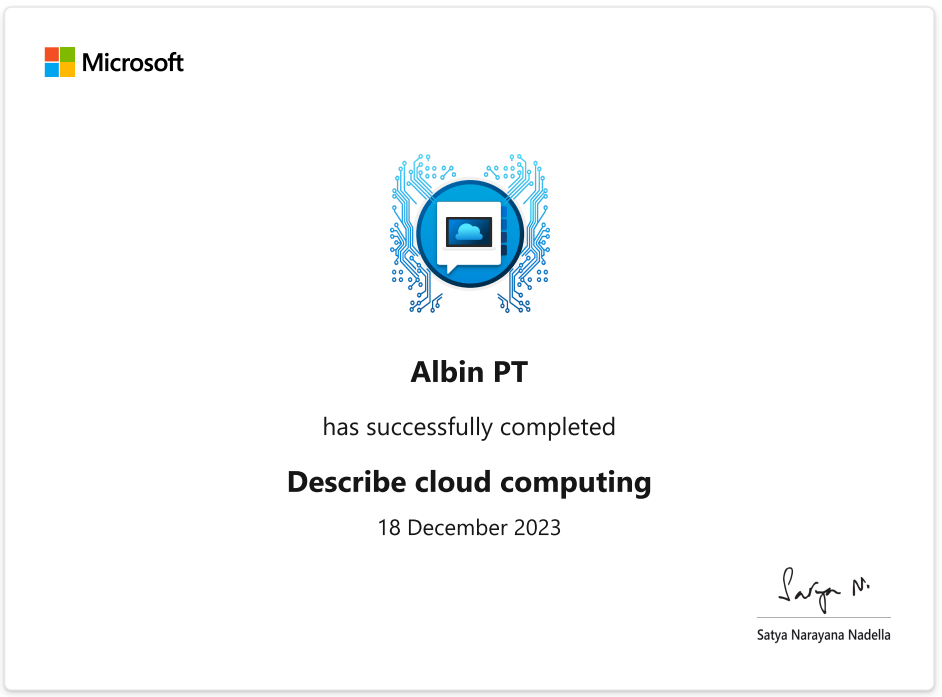 Microsoft
Albin PT
has successfully completed
Describe cloud computing
18 December 2023
Satya N.
Satya Narayana Nadella